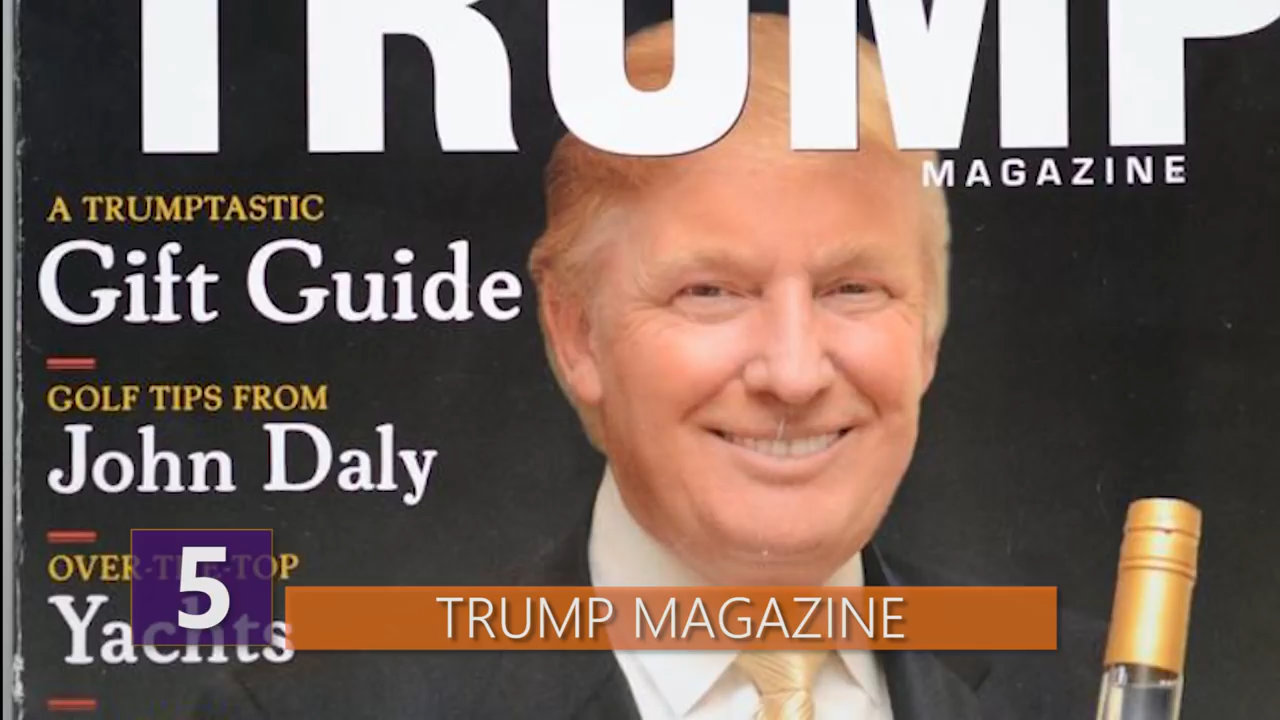 TRUMP
MAGAZINE
A TRUMPTASTIC
Gift Guide
GOLF TIPS FROM
John Daly
OVER-THE-TOP
Yachts
5
TRUMP MAGAZINE